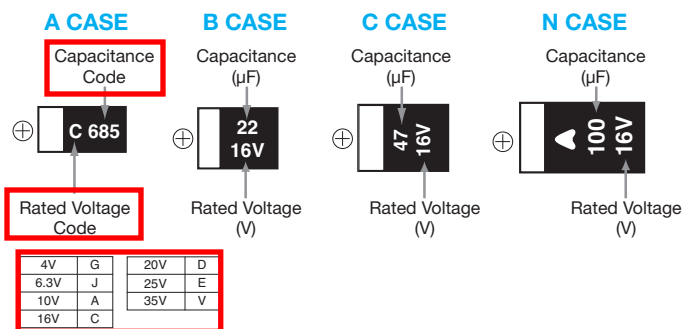 A CASE
B CASE
C CASE
N CASE
Capacitance
Code
Capacitance
(µF)
Capacitance
(µF)
Capacitance
(µF)
C 685
22
16V
47
16V
100
16V
Rated Voltage
Code
Rated Voltage
(V)
Rated Voltage
(V)
Rated Voltage
(V)
4V G 20V D
6.3V J 25V E
10V A 35V V
16V C